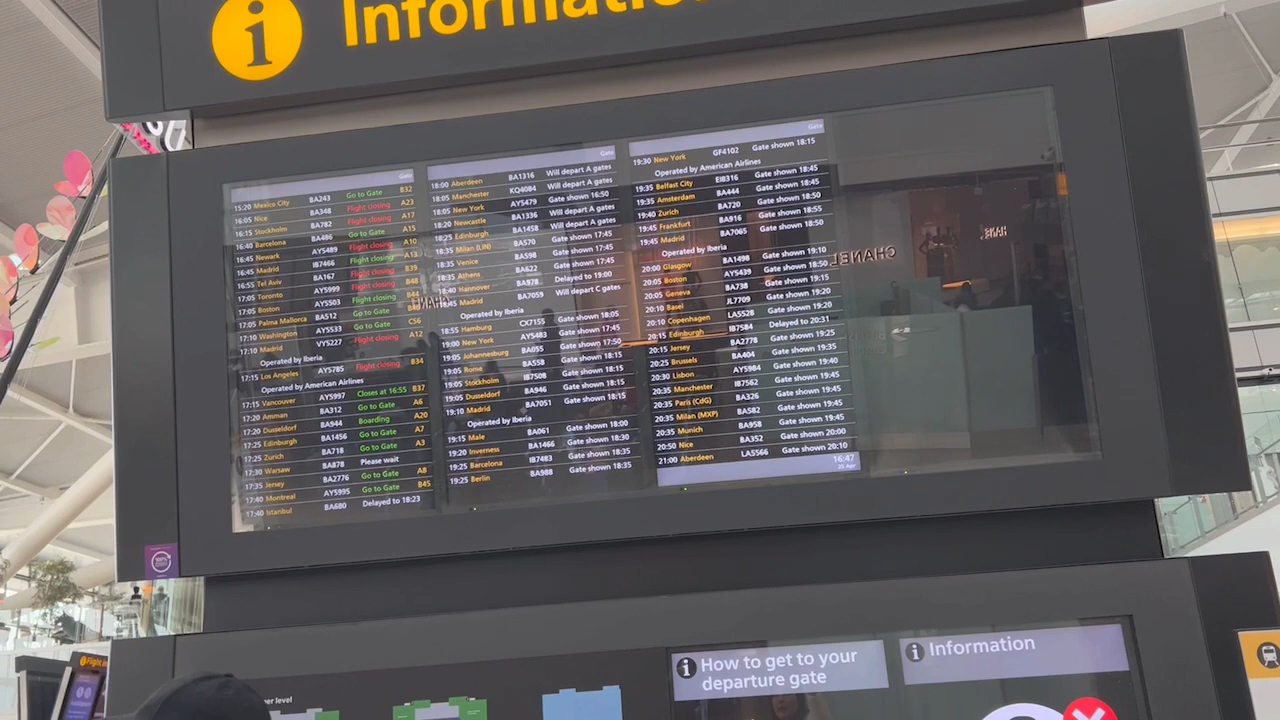 i Information
Gate
15:20 Mexico City BA243 Go to Gate B32
16:05 Nice BA348 Flight closing A23
16:15 Stockholm BA782 Flight closing A17
16:40 Barcelona BA486 Go to Gate A15
16:45 Newark AY5489 Flight closing A10
16:45 Madrid IB7466 Flight closing A13
16:55 Tel Aviv BA167 Flight closing B39
17:05 Toronto AY5999 Flight closing B48
17:05 Boston AY5503 Flight closing B44
17:05 Palma Mallorca BA512 Go to Gate
17:10 Washington AY5533 Go to Gate C56
17:10 Madrid VY5227 Flight closing A12
Operated by Iberia
17:15 Los Angeles AY5785 Flight closing B34
Operated by American Airlines
17:15 Vancouver AY5997 Closes at 16:55 B37
17:20 Amman BA312 Go to Gate A6
17:20 Dusseldorf BA944 Boarding A20
17:25 Edinburgh BA1456 Go to Gate A7
17:25 Zurich BA718 Go to Gate A3
17:30 Warsaw BA878 Please wait
17:35 Jersey BA2776 Go to Gate A8
17:40 Montreal AY5995 Go to Gate B45
17:40 Istanbul BA680 Delayed to 18:23
Gate
18:00 Aberdeen BA1316 Will depart A gates
18:05 Manchester KQ4084 Will depart A gates
18:05 New York AY5479 Gate shown 16:50
18:20 Newcastle BA1336 Will depart A gates
18:25 Edinburgh BA1458 Will depart A gates
18:35 Milan (LIN) BA570 Gate shown 17:45
18:35 Venice BA598 Gate shown 17:45
18:35 Athens BA622 Gate shown 17:45
18:40 Hannover BA978 Delayed to 19:00
18:45 Madrid BA7059 Will depart C gates
Operated by Iberia
18:55 Hamburg CX7155 Gate shown 18:05
19:00 New York AY5483 Gate shown 17:45
19:05 Johannesburg BA055 Gate shown 17:50
19:05 Rome BA558 Gate shown 18:15
19:05 Stockholm IB7508 Gate shown 18:15
19:05 Dusseldorf BA946 Gate shown 18:15
19:10 Madrid BA7051 Gate shown 18:15
Operated by Iberia
19:15 Male BA061 Gate shown 18:00
19:20 Inverness BA1466 Gate shown 18:30
19:25 Barcelona IB7483 Gate shown 18:35
19:25 Berlin BA988 Gate shown 18:35
Gate
19:30 New York GF4102 Gate shown 18:15
Operated by American Airlines
19:35 Belfast City EI8316 Gate shown 18:45
19:35 Amsterdam BA444 Gate shown 18:45
19:40 Zurich BA720 Gate shown 18:50
19:45 Frankfurt BA916 Gate shown 18:55
19:45 Madrid BA7065 Gate shown 18:50
Operated by Iberia
20:00 Glasgow BA1498 Gate shown 19:10
20:05 Boston AY5439 Gate shown 18:50
20:05 Geneva BA738 Gate shown 19:15
20:10 Basel JL7709 Gate shown 19:20
20:10 Copenhagen LA5528 Gate shown 19:20
20:15 Edinburgh IB7584 Delayed to 20:31
20:15 Jersey BA2778 Gate shown 19:25
20:25 Brussels BA404 Gate shown 19:35
20:30 Lisbon AY5984 Gate shown 19:40
20:35 Manchester IB7562 Gate shown 19:45
20:35 Paris (CdG) BA326 Gate shown 19:45
20:35 Milan (MXP) BA582 Gate shown 19:45
20:35 Munich BA958 Gate shown 19:45
20:50 Nice BA352 Gate shown 20:00
21:00 Aberdeen LA5566 Gate shown 20:10
16:47
25 Apr
CHANEL
i How to get to your
departure gate
i Information